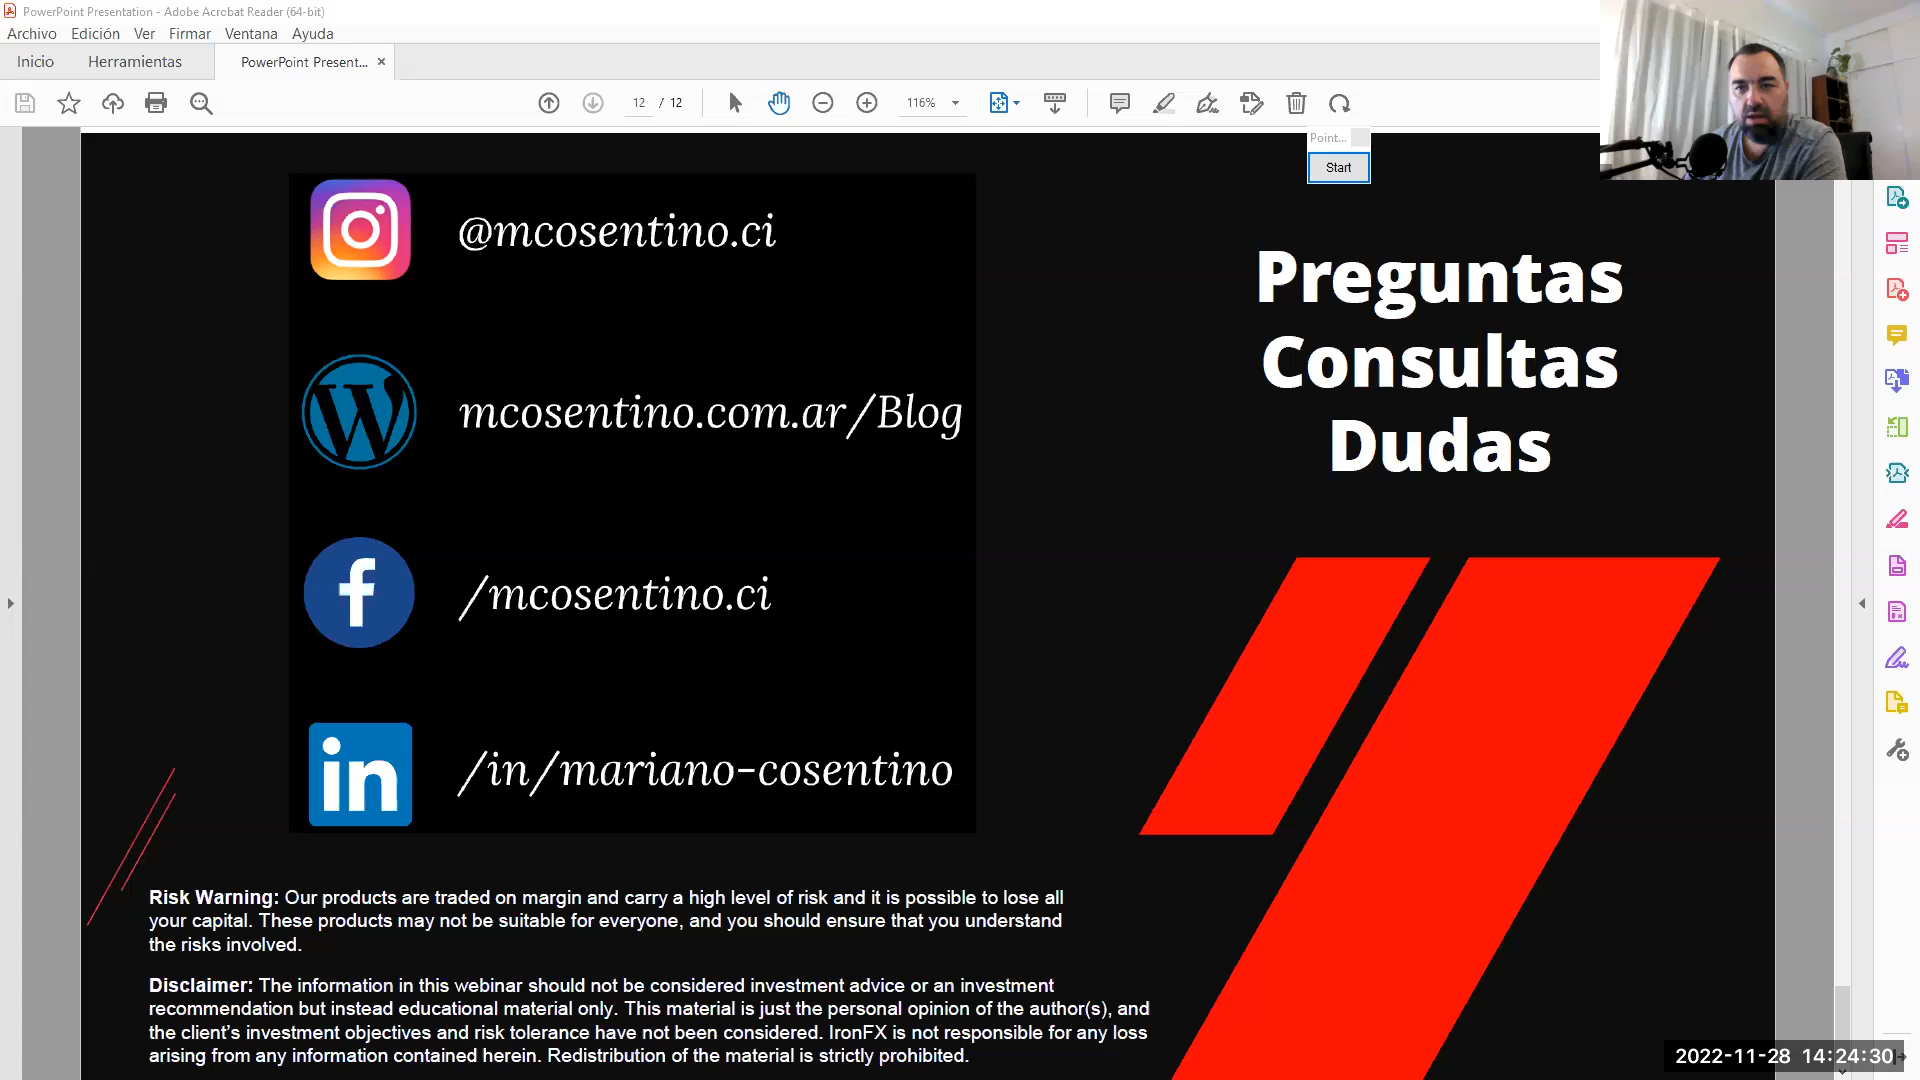 PowerPoint Presentation - Adobe Acrobat Reader (64-bit)
Archivo Edición Ver Firmar Ventana Ayuda
Inicio Herramientas PowerPoint Present... ×
12 / 12 116%
Point...
Start
@mcosentino.ci
mcosentino.com.ar/Blog
/mcosentino.ci
in
/in/mariano-cosentino
Preguntas
Consultas
Dudas
Risk Warning: Our products are traded on margin and carry a high level of risk and it is possible to lose all
your capital. These products may not be suitable for everyone, and you should ensure that you understand
the risks involved.
Disclaimer: The information in this webinar should not be considered investment advice or an investment
recommendation but instead educational material only. This material is just the personal opinion of the author(s), and
the client's investment objectives and risk tolerance have not been considered. IronFX is not responsible for any loss
arising from any information contained herein. Redistribution of the material is strictly prohibited.
2022-11-28 14:24:30